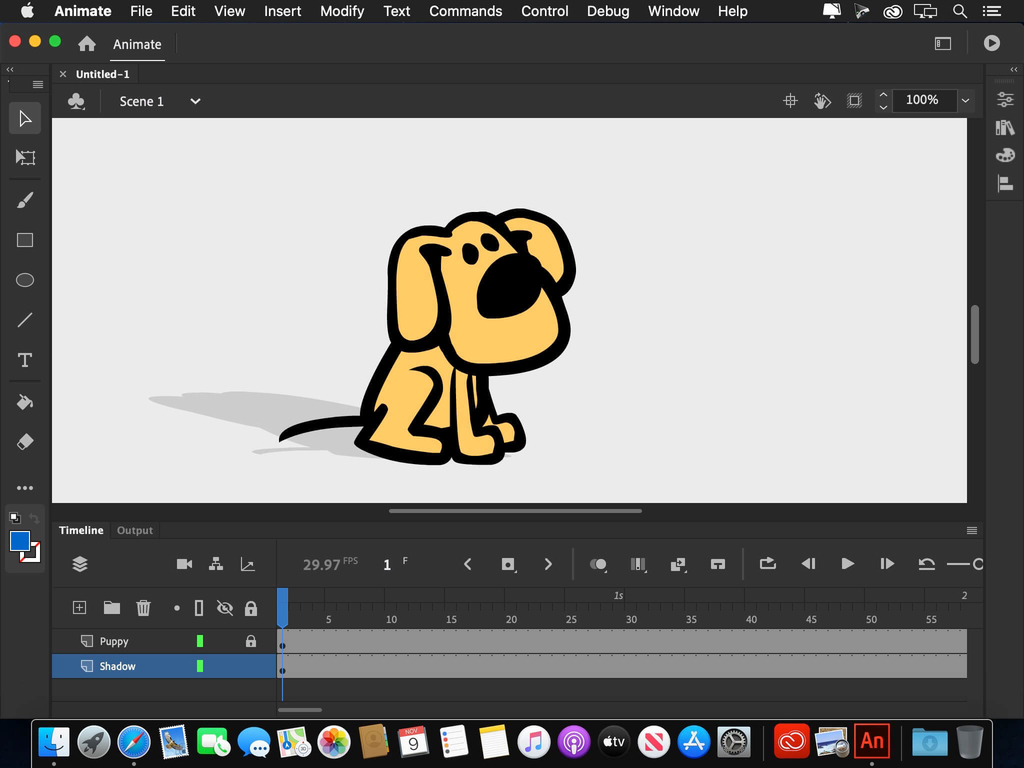 Animate File Edit View Insert Modify Text Commands Control Debug Window Help
Animate
Untitled-1
Scene 1
100%
T
Timeline Output
29.97 FPS 1 F
1s 2
5 10 15 20 25 30 35 40 45 50 55
Puppy
Shadow
NOV
9
tv
An